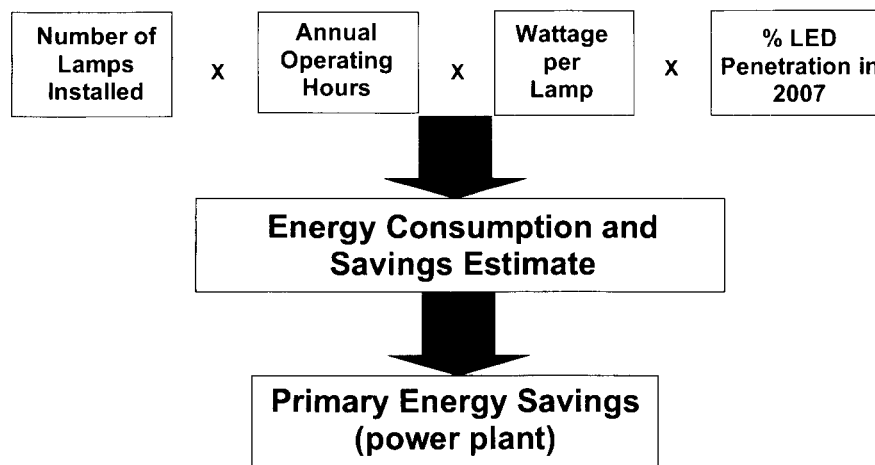 Number of
Lamps
Installed
x
Annual
Operating
Hours
x
Wattage
per
Lamp
x
% LED
Penetration in
2007
Energy Consumption and
Savings Estimate
Primary Energy Savings
(power plant)